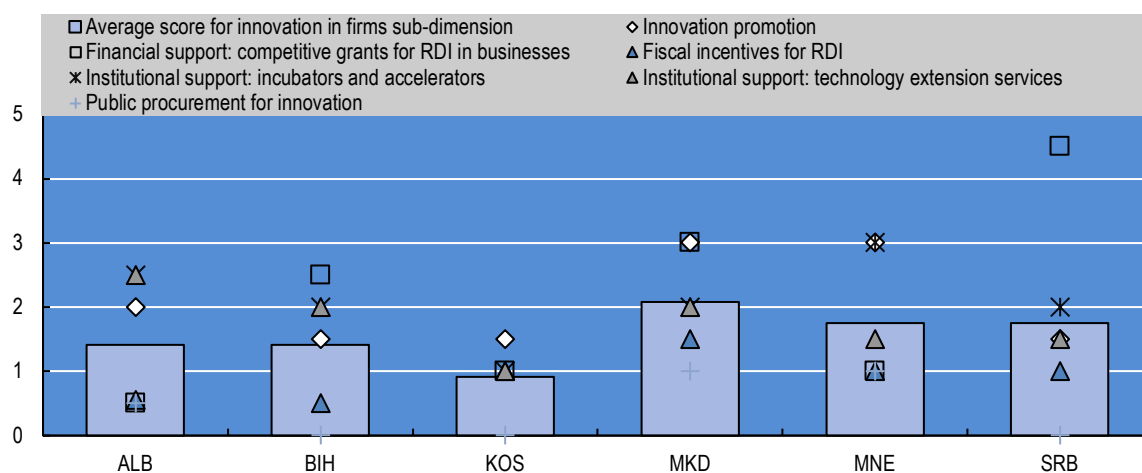 Average score for innovation in firms sub-dimension
Innovation promotion
Financial support: competitive grants for RDI in businesses
Fiscal incentives for RDI
Institutional support: incubators and accelerators
Institutional support: technology extension services
Public procurement for innovation
5
4
3
2
1
0
ALB BIH KOS MKD MNE SRB